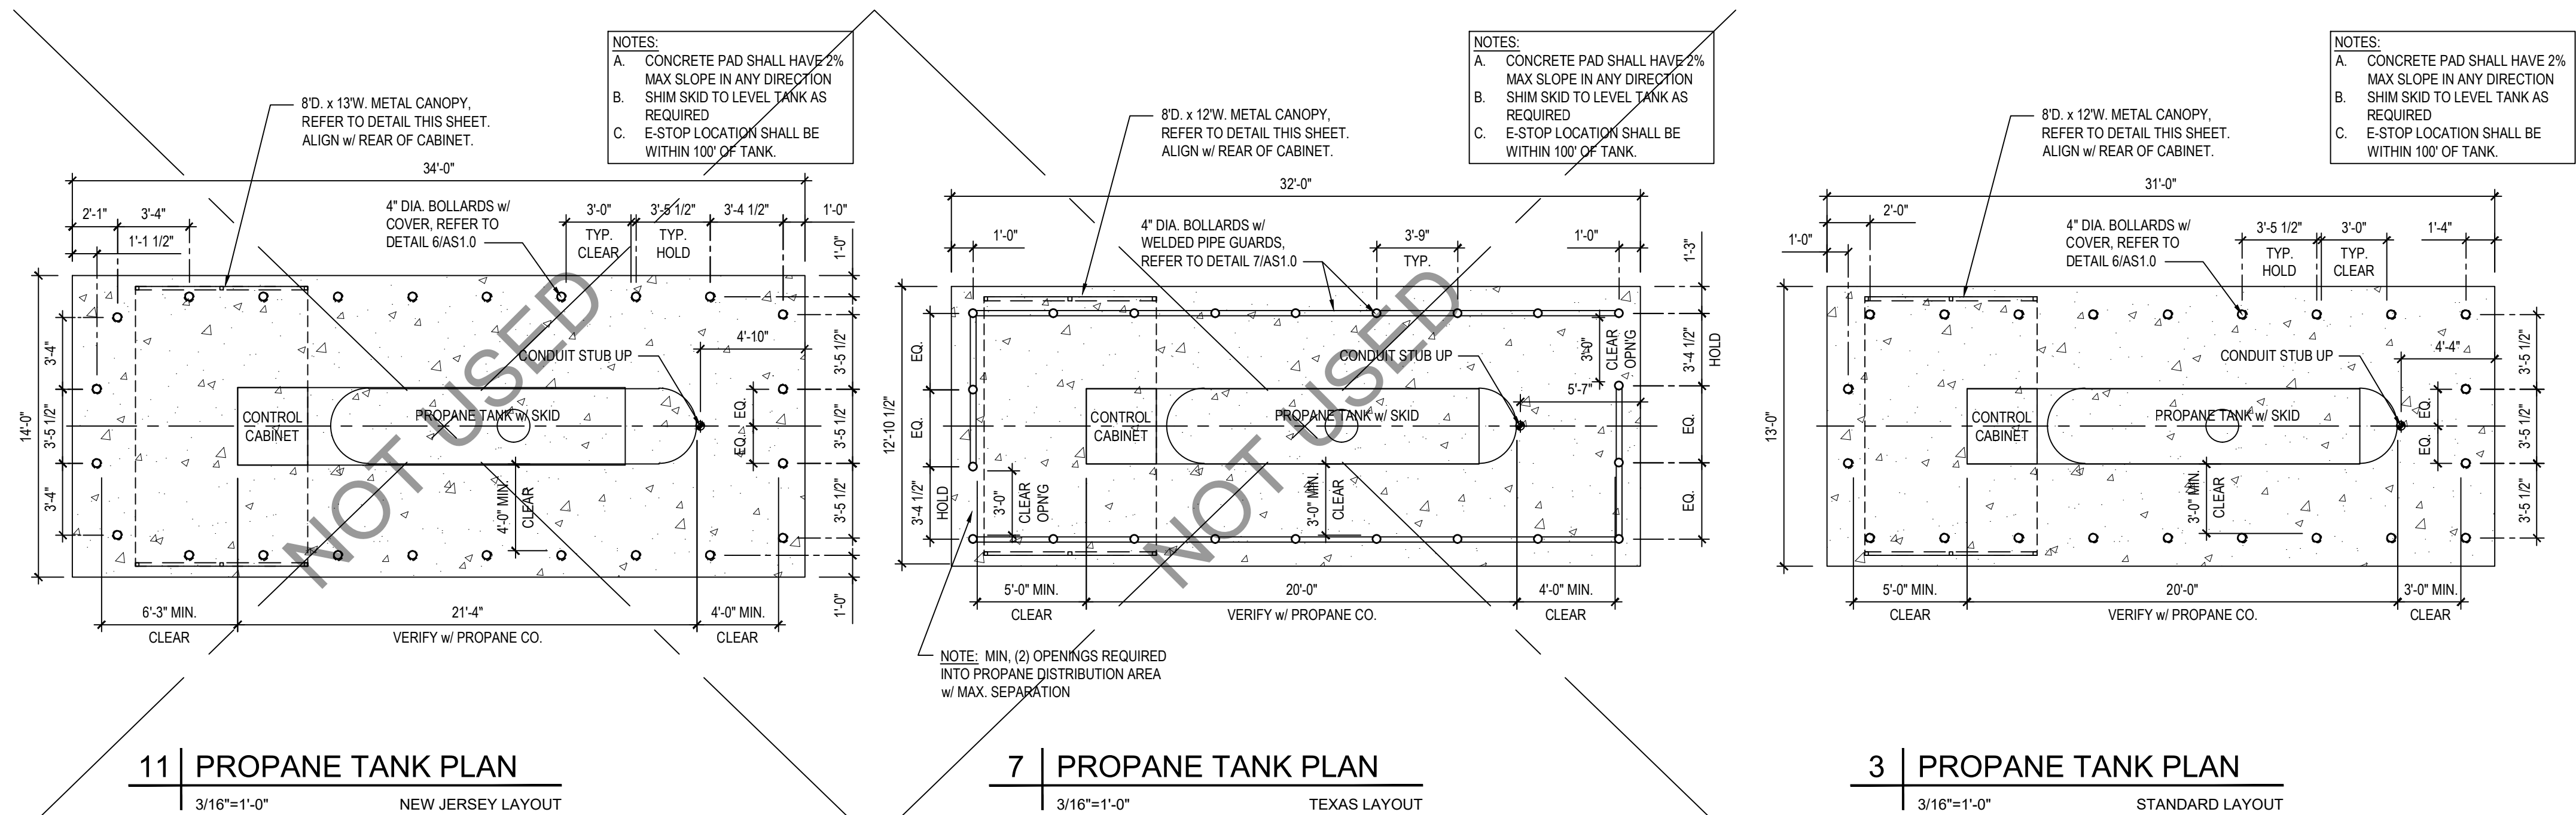 NOTES:
A. CONCRETE PAD SHALL HAVE 2%
MAX SLOPE IN ANY DIRECTION
B. SHIM SKID TO LEVEL TANK AS
REQUIRED
C. E-STOP LOCATION SHALL BE
WITHIN 100' OF TANK.
8'D. x 13'W. METAL CANOPY,
REFER TO DETAIL THIS SHEET.
ALIGN w/ REAR OF CABINET.
34'-0"
4" DIA. BOLLARDS w/
COVER, REFER TO
DETAIL 6/AS1.0
2'-1"
3'-4"
1'-1 1/2"
3'-0"
TYP.
CLEAR
3'-5 1/2"
TYP.
HOLD
3'-4 1/2"
1'-0"
1'-0"
4'-10"
3'-5 1/2"
3'-5 1/2"
3'-5 1/2"
1'-0"
EQ.
EQ.
14'-0"
3'-4"
3'-5 1/2"
3'-4"
CONDUIT STUB UP
CONTROL
CABINET
PROPANE TANK w/ SKID
4'-0" MIN.
CLEAR
NOT USED
6'-3" MIN.
CLEAR
21'-4"
VERIFY w/ PROPANE CO.
4'-0" MIN.
CLEAR
11 PROPANE TANK PLAN
3/16"=1'-0" NEW JERSEY LAYOUT
NOTES:
A. CONCRETE PAD SHALL HAVE 2%
MAX SLOPE IN ANY DIRECTION
B. SHIM SKID TO LEVEL TANK AS
REQUIRED
C. E-STOP LOCATION SHALL BE
WITHIN 100' OF TANK.
8'D. x 12'W. METAL CANOPY,
REFER TO DETAIL THIS SHEET.
ALIGN w/ REAR OF CABINET.
32'-0"
4" DIA. BOLLARDS w/
WELDED PIPE GUARDS,
REFER TO DETAIL 7/AS1.0
1'-0"
3'-9"
TYP.
1'-0"
1'-3"
3'-0"
CLEAR
OPN'G
3'-4 1/2"
HOLD
5'-7"
EQ.
EQ.
12'-10 1/2"
EQ.
EQ.
3'-4 1/2"
HOLD
3'-0"
CLEAR
OPN'G
CONDUIT STUB UP
CONTROL
CABINET
PROPANE TANK w/ SKID
3'-0" MIN.
CLEAR
NOT USED
5'-0" MIN.
CLEAR
20'-0"
VERIFY w/ PROPANE CO.
4'-0" MIN.
CLEAR
NOTE: MIN, (2) OPENINGS REQUIRED
INTO PROPANE DISTRIBUTION AREA
w/ MAX. SEPARATION
7 PROPANE TANK PLAN
3/16"=1'-0" TEXAS LAYOUT
NOTES:
A. CONCRETE PAD SHALL HAVE 2%
MAX SLOPE IN ANY DIRECTION
B. SHIM SKID TO LEVEL TANK AS
REQUIRED
C. E-STOP LOCATION SHALL BE
WITHIN 100' OF TANK.
8'D. x 12'W. METAL CANOPY,
REFER TO DETAIL THIS SHEET.
ALIGN w/ REAR OF CABINET.
31'-0"
2'-0"
1'-0"
4" DIA. BOLLARDS w/
COVER, REFER TO
DETAIL 6/AS1.0
3'-5 1/2"
TYP.
HOLD
3'-0"
TYP.
CLEAR
1'-4"
4'-4"
3'-5 1/2"
3'-5 1/2"
3'-5 1/2"
EQ.
EQ.
13'-0"
CONDUIT STUB UP
CONTROL
CABINET
PROPANE TANK w/ SKID
3'-0" MIN.
CLEAR
5'-0" MIN.
CLEAR
20'-0"
VERIFY w/ PROPANE CO.
3'-0" MIN.
CLEAR
3 PROPANE TANK PLAN
3/16"=1'-0" STANDARD LAYOUT